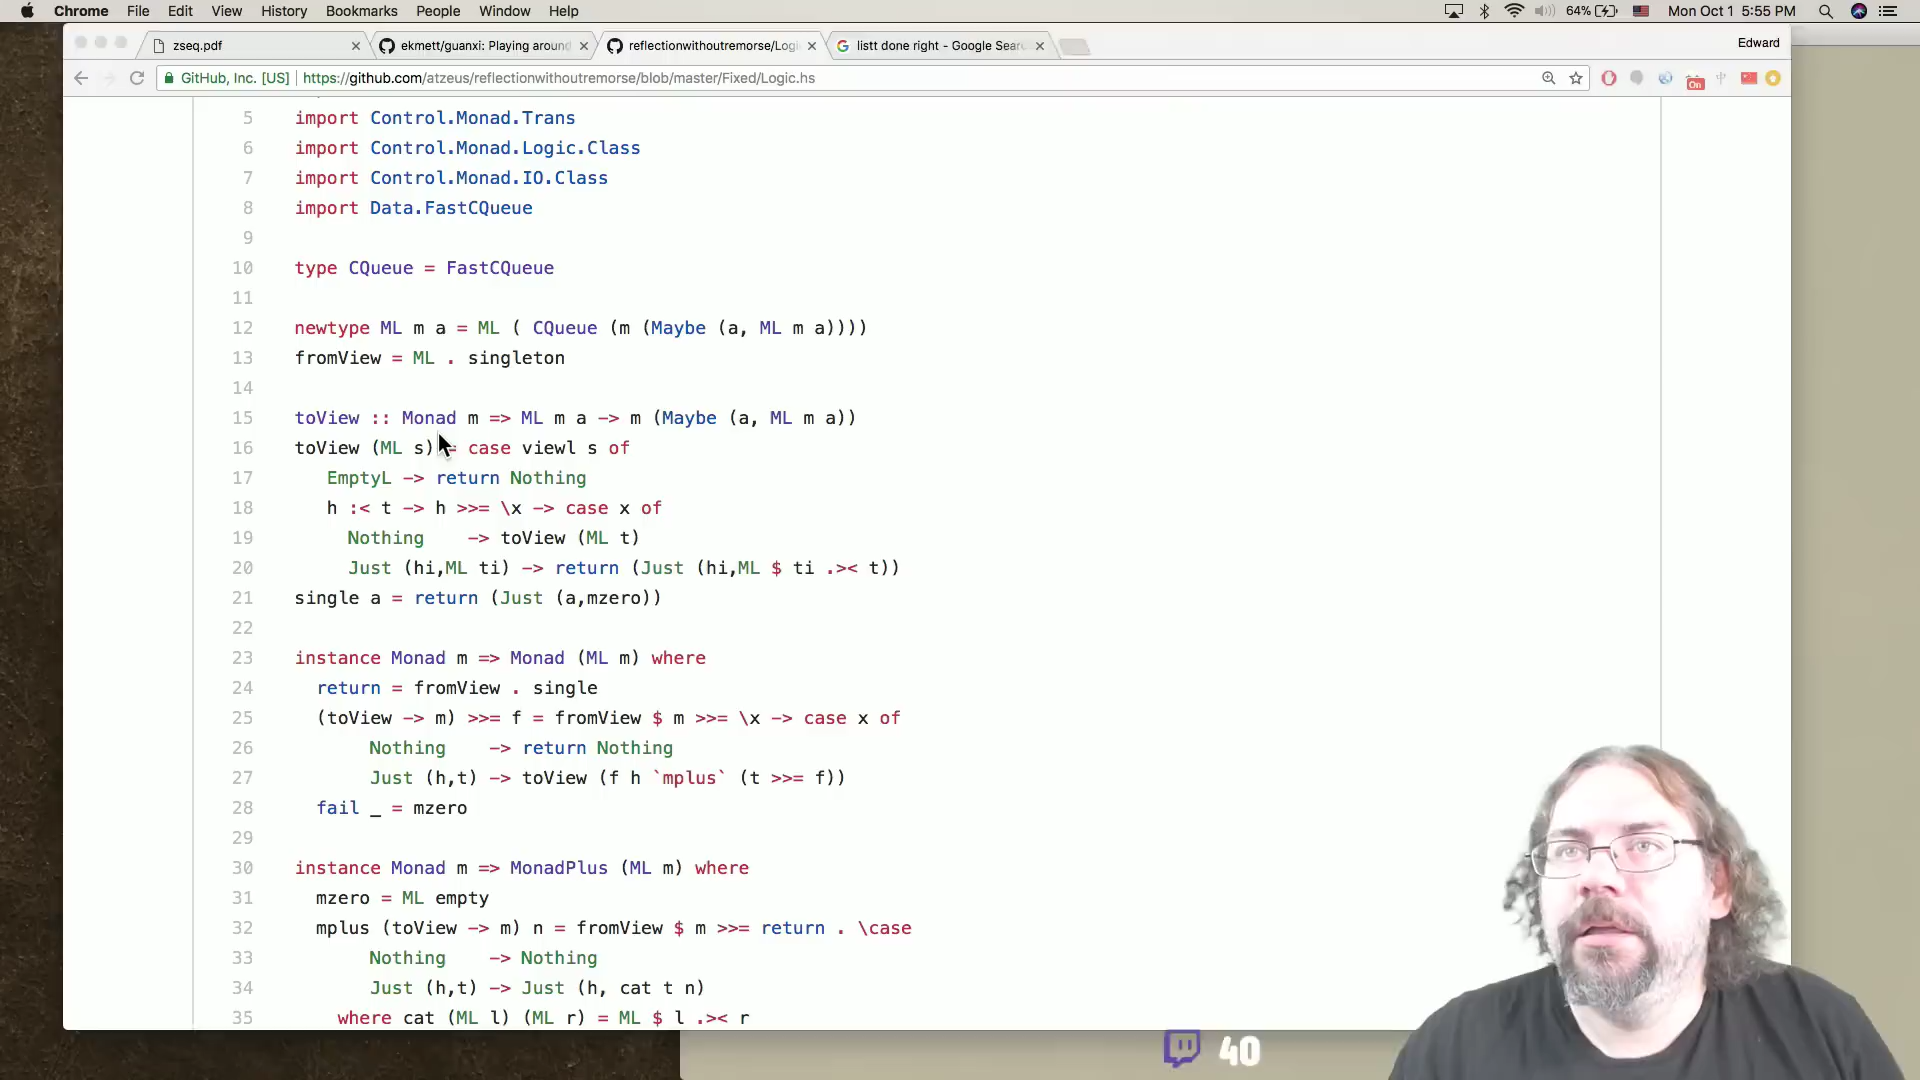 Chrome File Edit View History Bookmarks People Window Help 64% Mon Oct 1 5:55 PM
zseq.pdf ekmett/guanxi: Playing around reflectionwithoutremorse/Logi listt done right - Google Sear Edward
GitHub, Inc. [US] https://github.com/atzeus/reflectionwithoutremorse/blob/master/Fixed/Logic.hs
On
5 import Control.Monad.Trans
6 import Control.Monad.Logic.Class
7 import Control.Monad.IO.Class
8 import Data.FastCQueue
9
10 type CQueue = FastCQueue
11
12 newtype ML m a = ML ( CQueue (m (Maybe (a, ML m a))))
13 fromView = ML . singleton
14
15 toView :: Monad m => ML m a -> m (Maybe (a, ML m a))
16 toView (ML s) = case viewl s of
17 EmptyL -> return Nothing
18 h :< t -> h >>= \x -> case x of
19 Nothing -> toView (ML t)
20 Just (hi,ML ti) -> return (Just (hi,ML $ ti .>< t))
21 single a = return (Just (a,mzero))
22
23 instance Monad m => Monad (ML m) where
24 return = fromView . single
25 (toView -> m) >>= f = fromView $ m >>= \x -> case x of
26 Nothing -> return Nothing
27 Just (h,t) -> toView (f h `mplus` (t >>= f))
28 fail _ = mzero
29
30 instance Monad m => MonadPlus (ML m) where
31 mzero = ML empty
32 mplus (toView -> m) n = fromView $ m >>= return . \case
33 Nothing -> Nothing
34 Just (h,t) -> Just (h, cat t n)
35 where cat (ML l) (ML r) = ML $ l .>< r
40